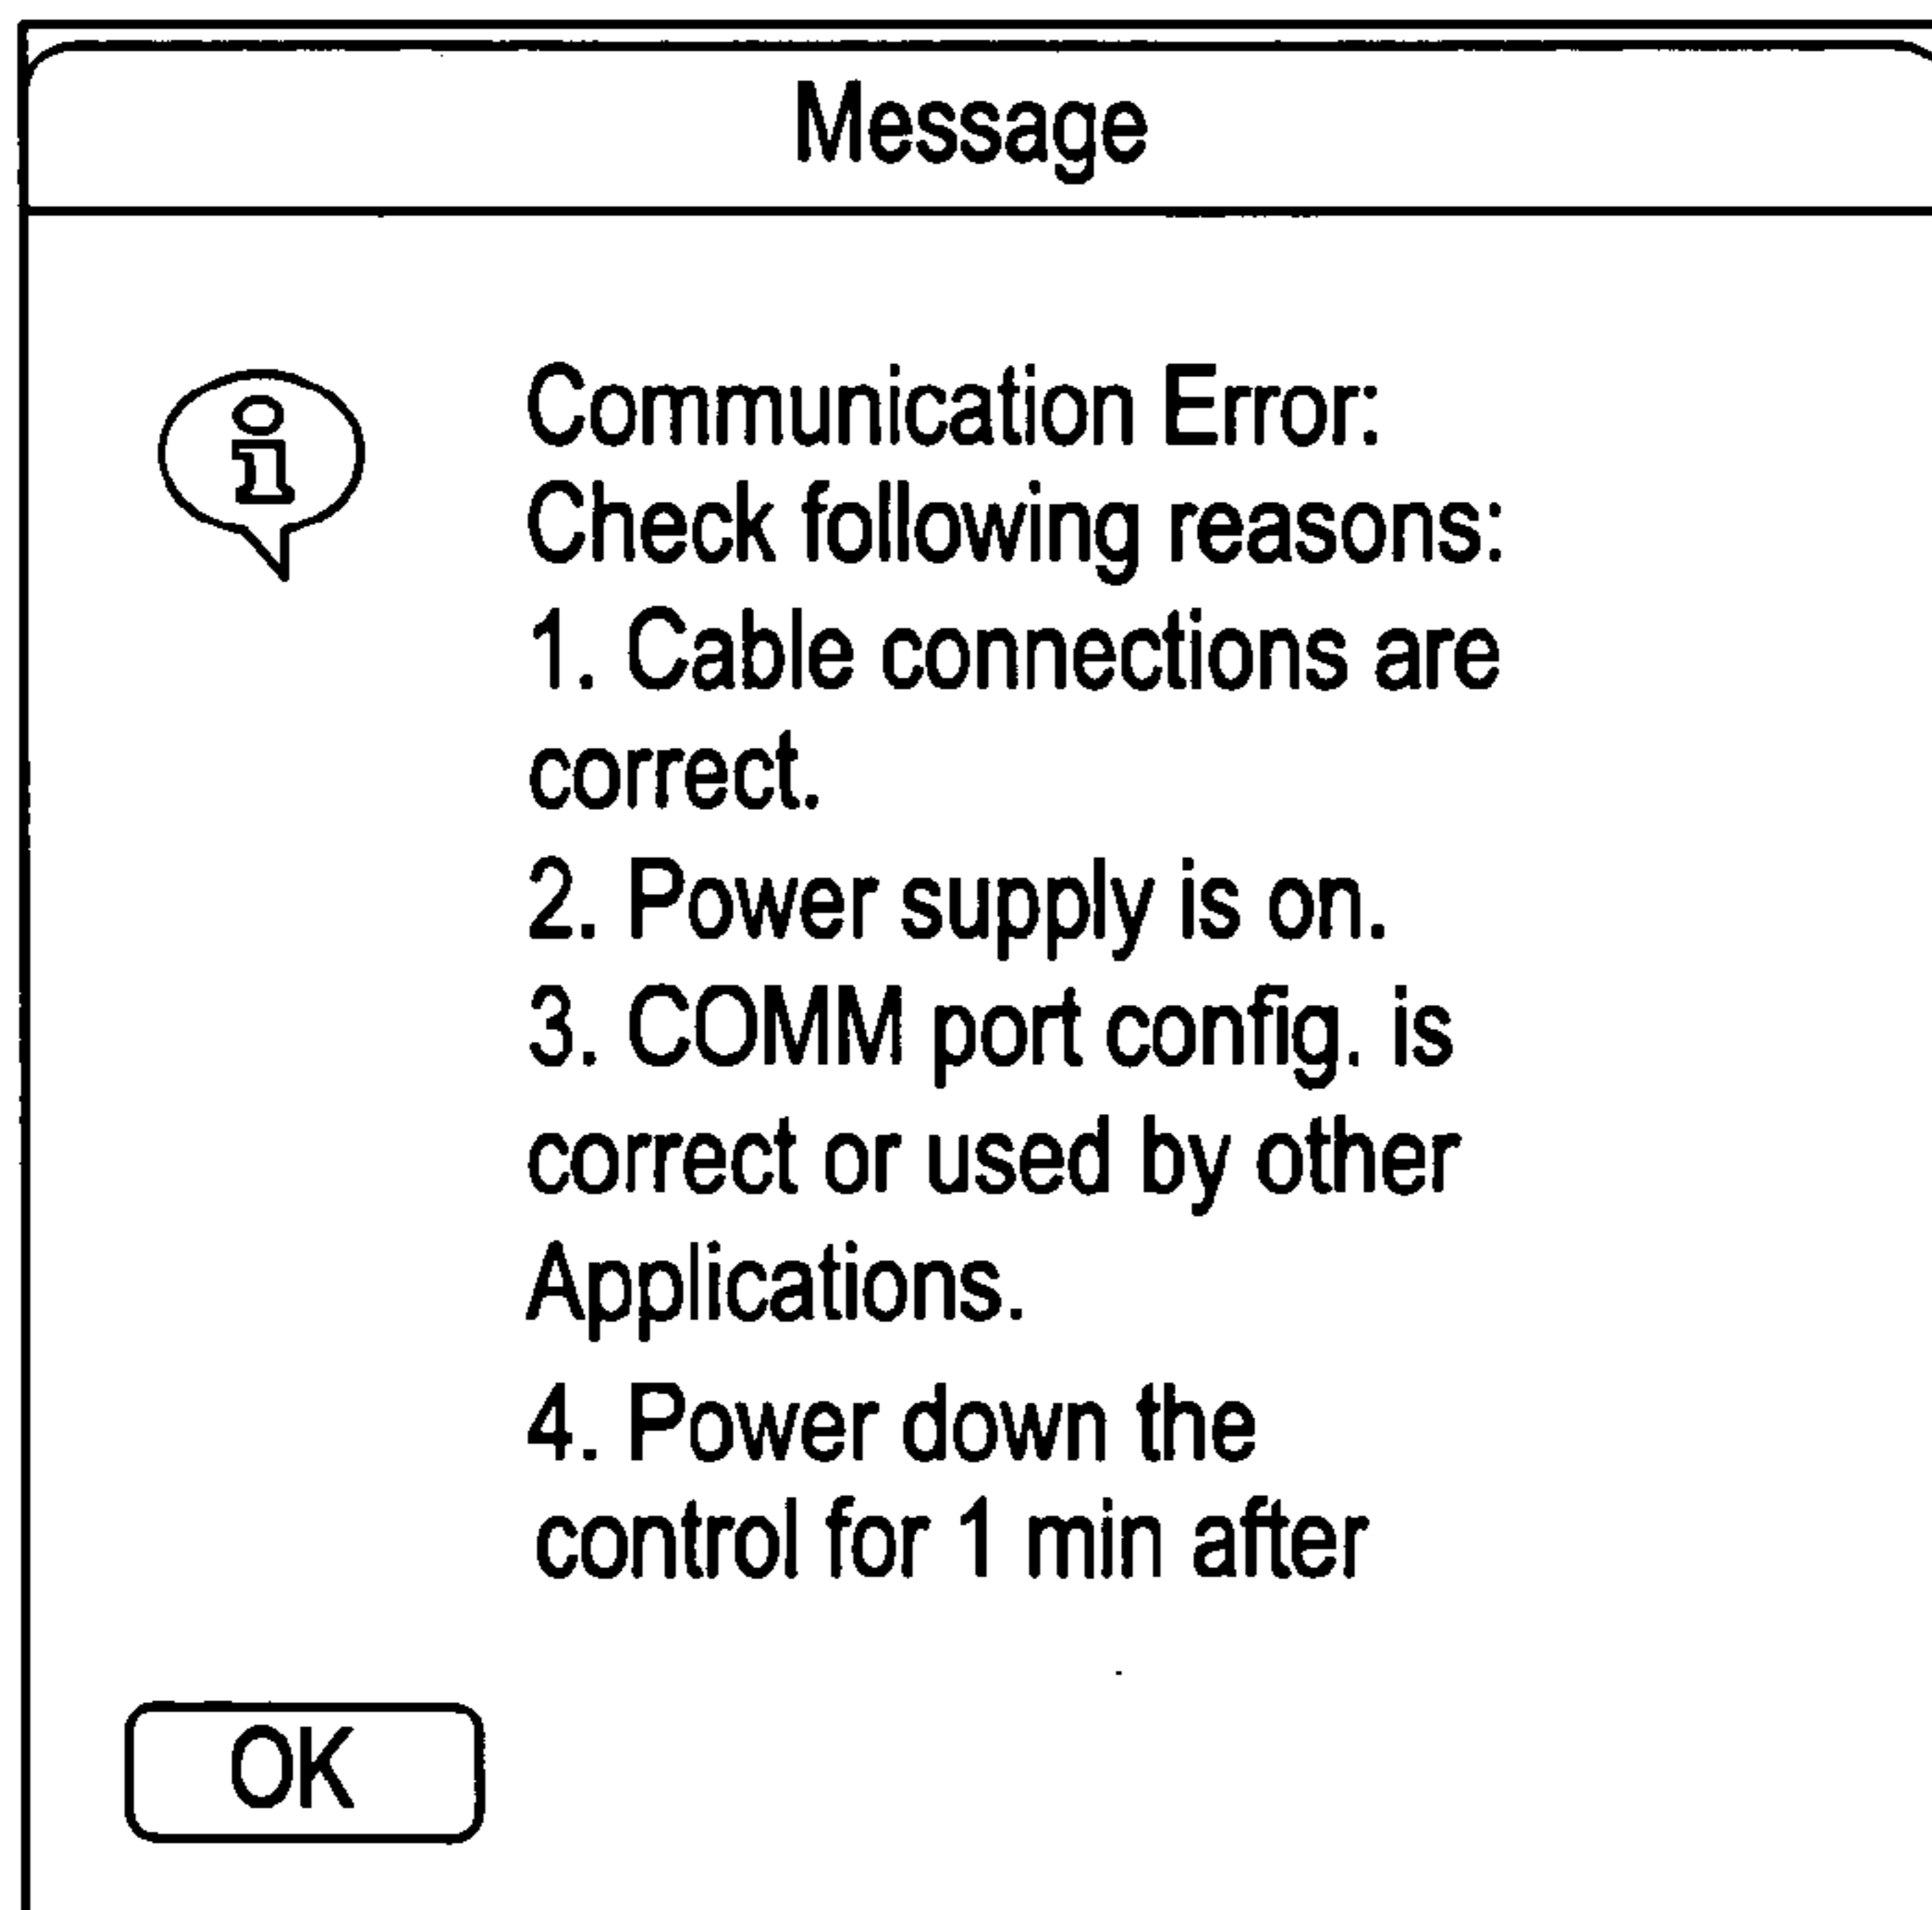 Message
Communication Error:
Check following reasons:
1. Cable connections are
correct.
2. Power supply is on.
3. COMM port config. is
correct or used by other
Applications.
4. Power down the
control for 1 min after
OK